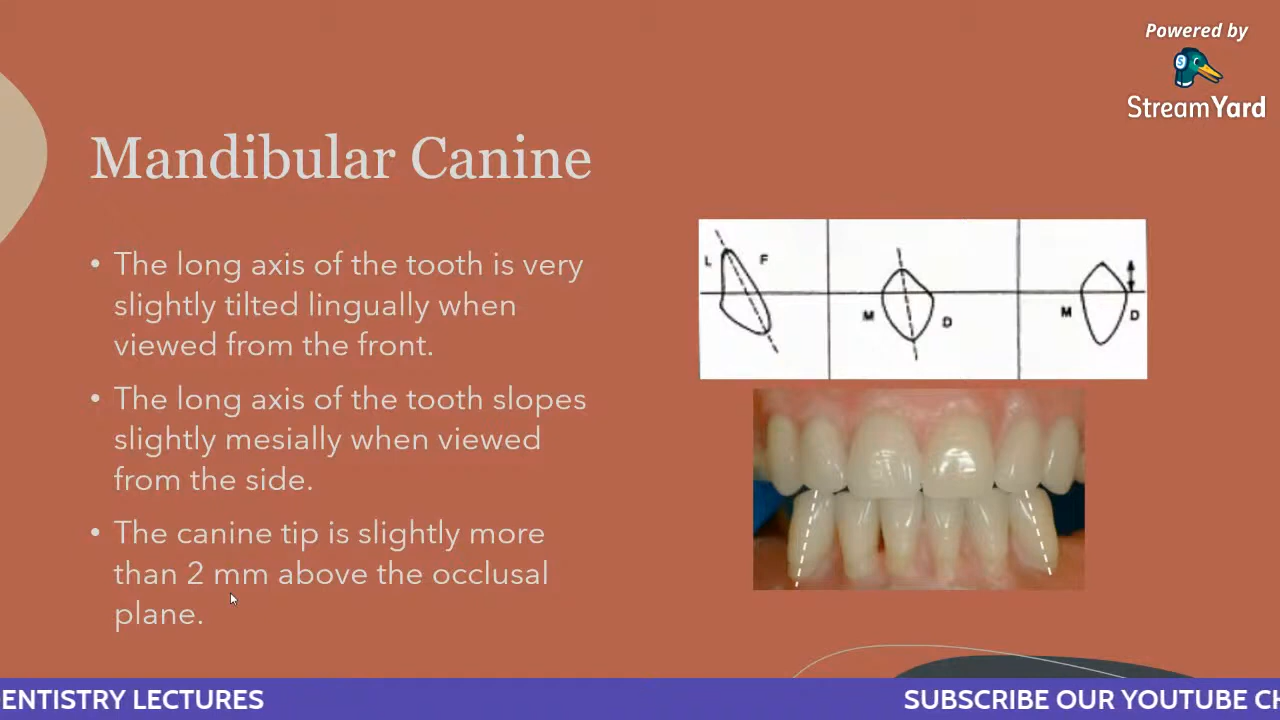 Powered by
StreamYard
Mandibular Canine
• The long axis of the tooth is very
slightly tilted lingually when
viewed from the front.
• The long axis of the tooth slopes
slightly mesially when viewed
from the side.
• The canine tip is slightly more
than 2 mm above the occlusal
plane.
L F
M D
M D
ENTISTRY LECTURES
SUBSCRIBE OUR YOUTUBE CH